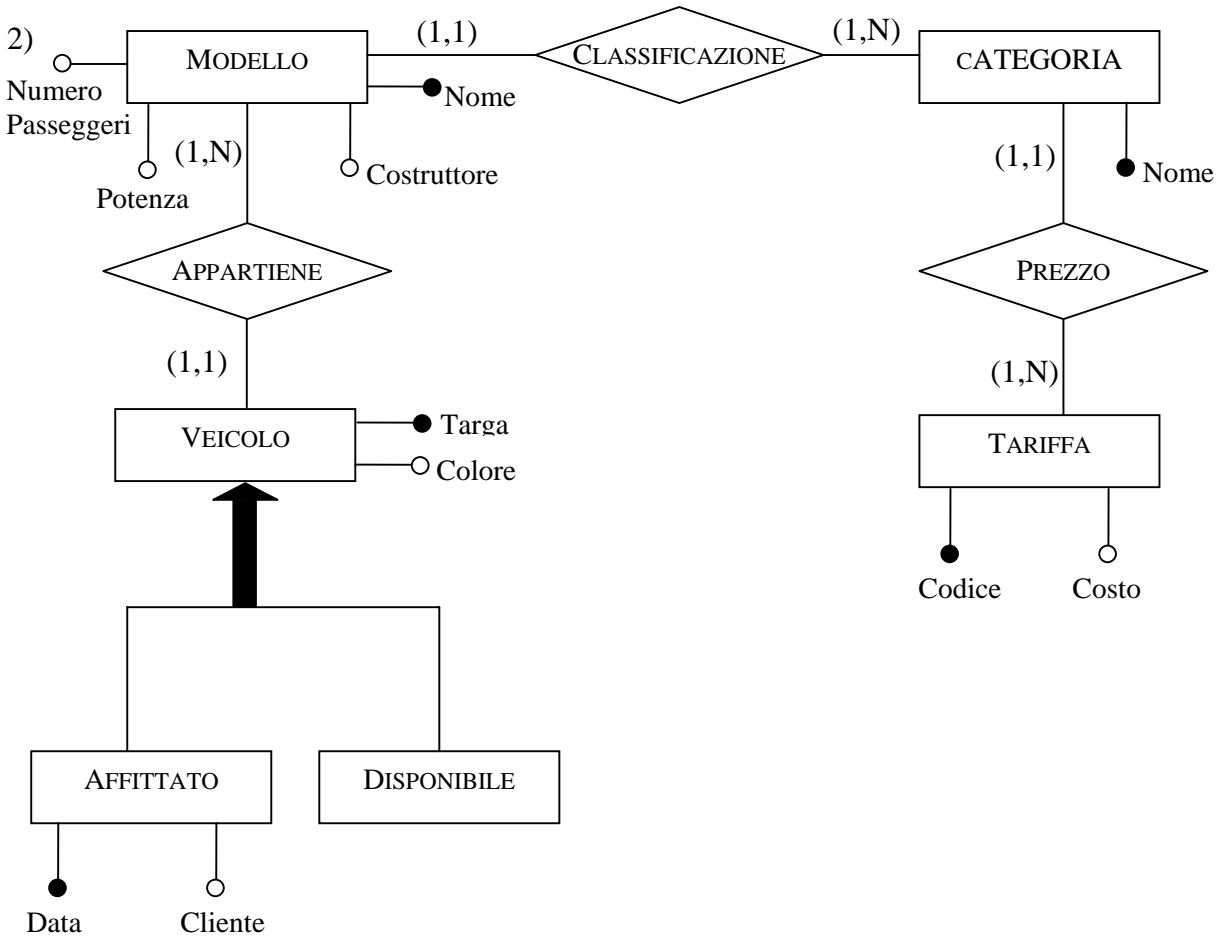 2)
MODELLO
(1,1)
CLASSIFICAZIONE
(1,N)
cATEGORIA
Numero
Passeggeri
Nome
(1,N)
Potenza
Costruttore
(1,1)
Nome
APPARTIENE
PREZZO
(1,1)
(1,N)
VEICOLO
Targa
Colore
TARIFFA
Codice
Costo
AFFITTATO
DISPONIBILE
Data
Cliente